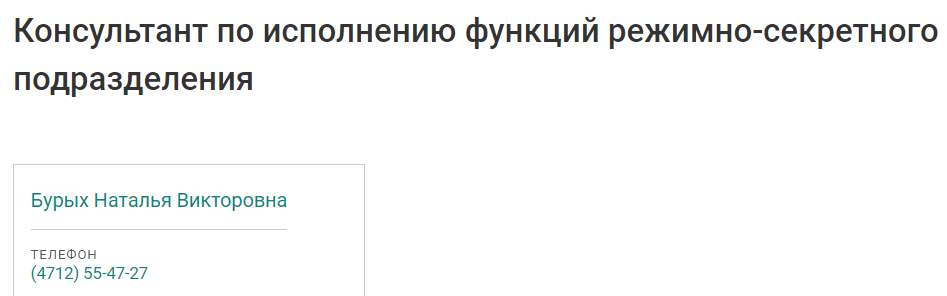 Консультант по исполнению функций режимно-секретного
подразделения
Бурых Наталья Викторовна
ТЕЛЕФОН
(4712) 55-47-27